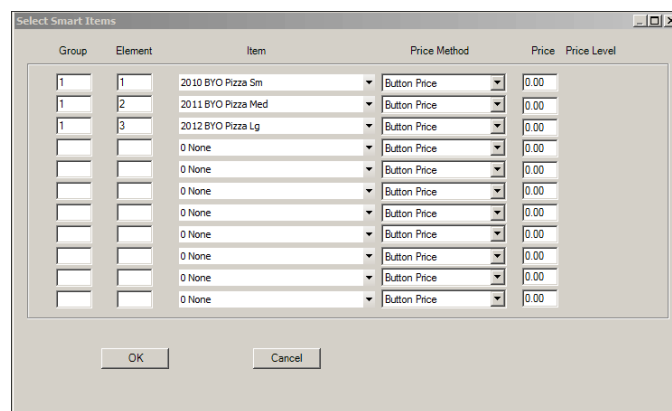 Select Smart Items
Group Element Item Price Method Price Price Level
1 1 2010 BYO Pizza Sm Button Price 0.00
1 2 2011 BYO Pizza Med Button Price 0.00
1 3 2012 BYO Pizza Lg Button Price 0.00
0 None Button Price 0.00
0 None Button Price 0.00
0 None Button Price 0.00
0 None Button Price 0.00
0 None Button Price 0.00
0 None Button Price 0.00
0 None Button Price 0.00
0 None Button Price 0.00
OK Cancel